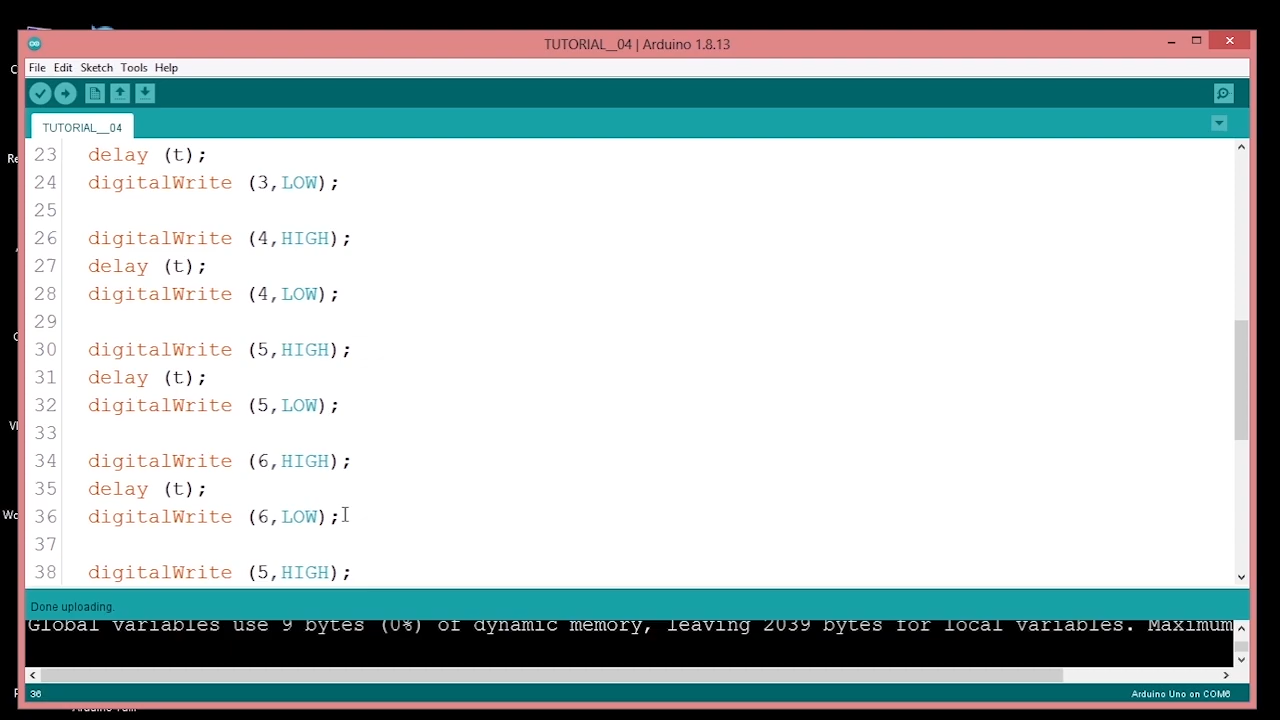 TUTORIAL__04 | Arduino 1.8.13
File Edit Sketch Tools Help
TUTORIAL__04
23 delay (t);
24 digitalWrite (3,LOW);
25
26 digitalWrite (4,HIGH);
27 delay (t);
28 digitalWrite (4,LOW);
29
30 digitalWrite (5,HIGH);
31 delay (t);
32 digitalWrite (5,LOW);
33
34 digitalWrite (6,HIGH);
35 delay (t);
36 digitalWrite (6,LOW);
37
38 digitalWrite (5,HIGH);
Done uploading.
Global variables use 9 bytes (0%) of dynamic memory, leaving 2039 bytes for local variables. Maximum
36 Arduino Uno on COM6